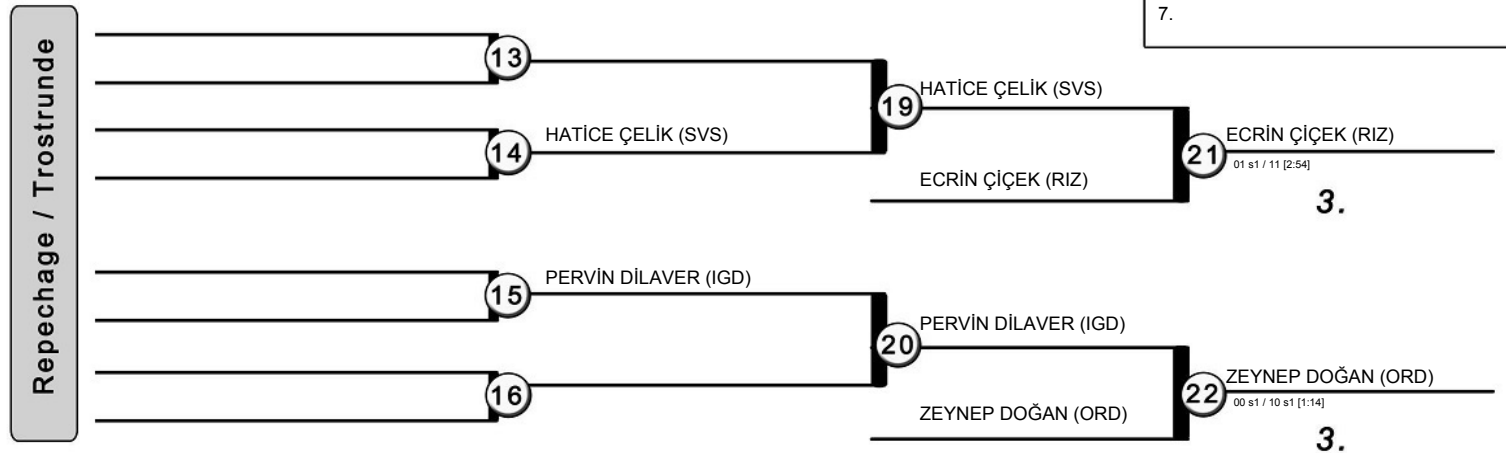 7.
Repechage / Trostrunde
13
HATİCE ÇELİK (SVS)
19
14
HATİCE ÇELİK (SVS)
21
ECRİN ÇİÇEK (RIZ)
01 s1 / 11 [2:54]
ECRİN ÇİÇEK (RIZ)
3.
15
PERVİN DİLAVER (IGD)
PERVİN DİLAVER (IGD)
20
16
22
ZEYNEP DOĞAN (ORD)
00 s1 / 10 s1 [1:14]
ZEYNEP DOĞAN (ORD)
3.